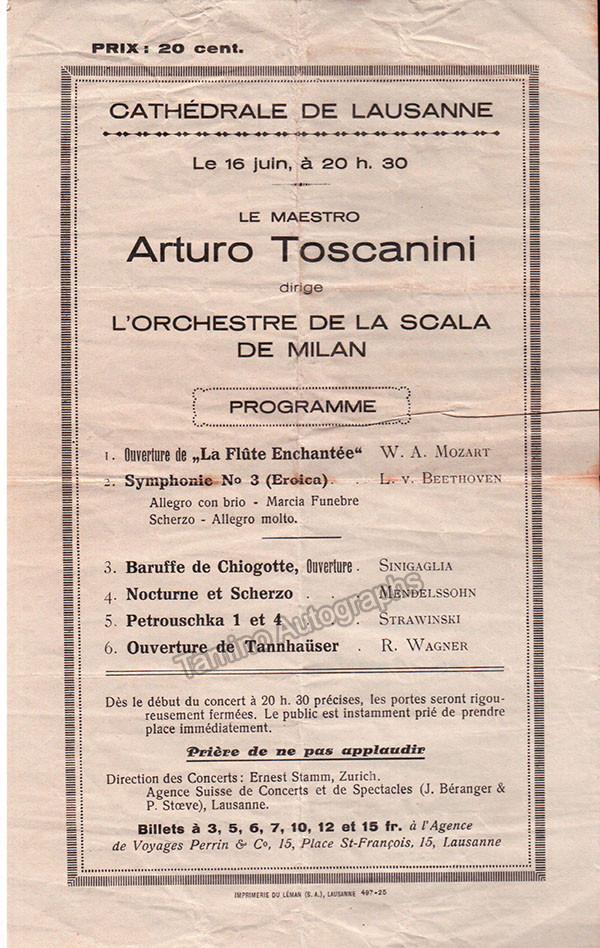 PRIX : 20 cent.
CATHÉDRALE DE LAUSANNE
Le 16 juin, à 20 h. 30
LE MAESTRO
Arturo Toscanini
dirige
L'ORCHESTRE DE LA SCALA
DE MILAN
PROGRAMME
1. Ouverture de „La Flûte Enchantée“ W. A. MOZART
2. Symphonie No 3 (Eroica) . . L. v. BEETHOVEN
Allegro con brio - Marcia Funebre
Scherzo - Allegro molto.
3. Baruffe de Chiogotte, Ouverture . SINIGAGLIA
4. Nocturne et Scherzo . . . MENDELSSOHN
5. Petrouschka 1 et 4 . STRAWINSKI
6. Ouverture de Tannhaüser . R. WAGNER
Tamino Autographs
Dès le début du concert à 20 h. 30 précises, les portes seront rigou-
reusement fermées. Le public est instamment prié de prendre
place immédiatement.
Prière de ne pas applaudir
Direction des Concerts : Ernest Stamm, Zurich.
Agence Suisse de Concerts et de Spectacles (J. Béranger &
P. Stœve), Lausanne.
Billets à 3, 5, 6, 7, 10, 12 et 15 fr. à l'Agence
de Voyages Perrin & Co, 15, Place St-François, 15, Lausanne
IMPRIMERIE DU LÉMAN (S. A.), LAUSANNE 497-25